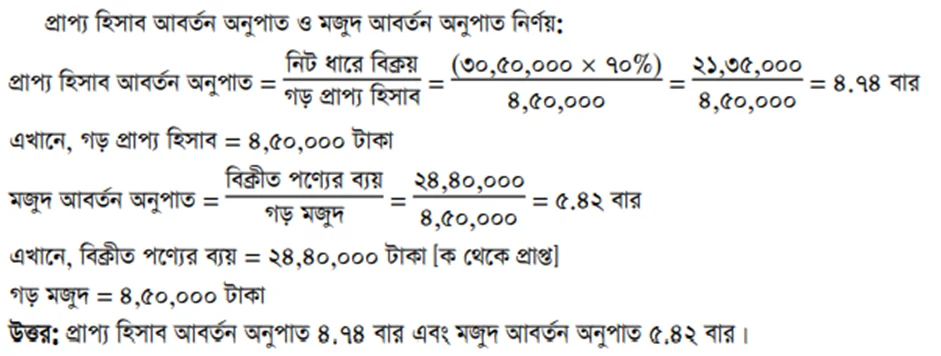 প্রাপ্য হিসাব আবর্তন অনুপাত ও মজুদ আবর্তন অনুপাত নির্ণয়:
প্রাপ্য হিসাব আবর্তন অনুপাত = নিট ধারে বিক্রয় / গড় প্রাপ্য হিসাব = (৩০,৫০,০০০ × ৭০%) / ৪,৫০,০০০ = ২১,৩৫,০০০ / ৪,৫০,০০০ = ৪.৭৪ বার
এখানে, গড় প্রাপ্য হিসাব = ৪,৫০,০০০ টাকা
মজুদ আবর্তন অনুপাত = বিক্রীত পণ্যের ব্যয় / গড় মজুদ = ২৪,৪০,০০০ / ৪,৫০,০০০ = ৫.৪২ বার
এখানে, বিক্রীত পণ্যের ব্যয় = ২৪,৪০,০০০ টাকা [ক থেকে প্রাপ্ত]
গড় মজুদ = ৪,৫০,০০০ টাকা
উত্তর: প্রাপ্য হিসাব আবর্তন অনুপাত ৪.৭৪ বার এবং মজুদ আবর্তন অনুপাত ৫.৪২ বার।